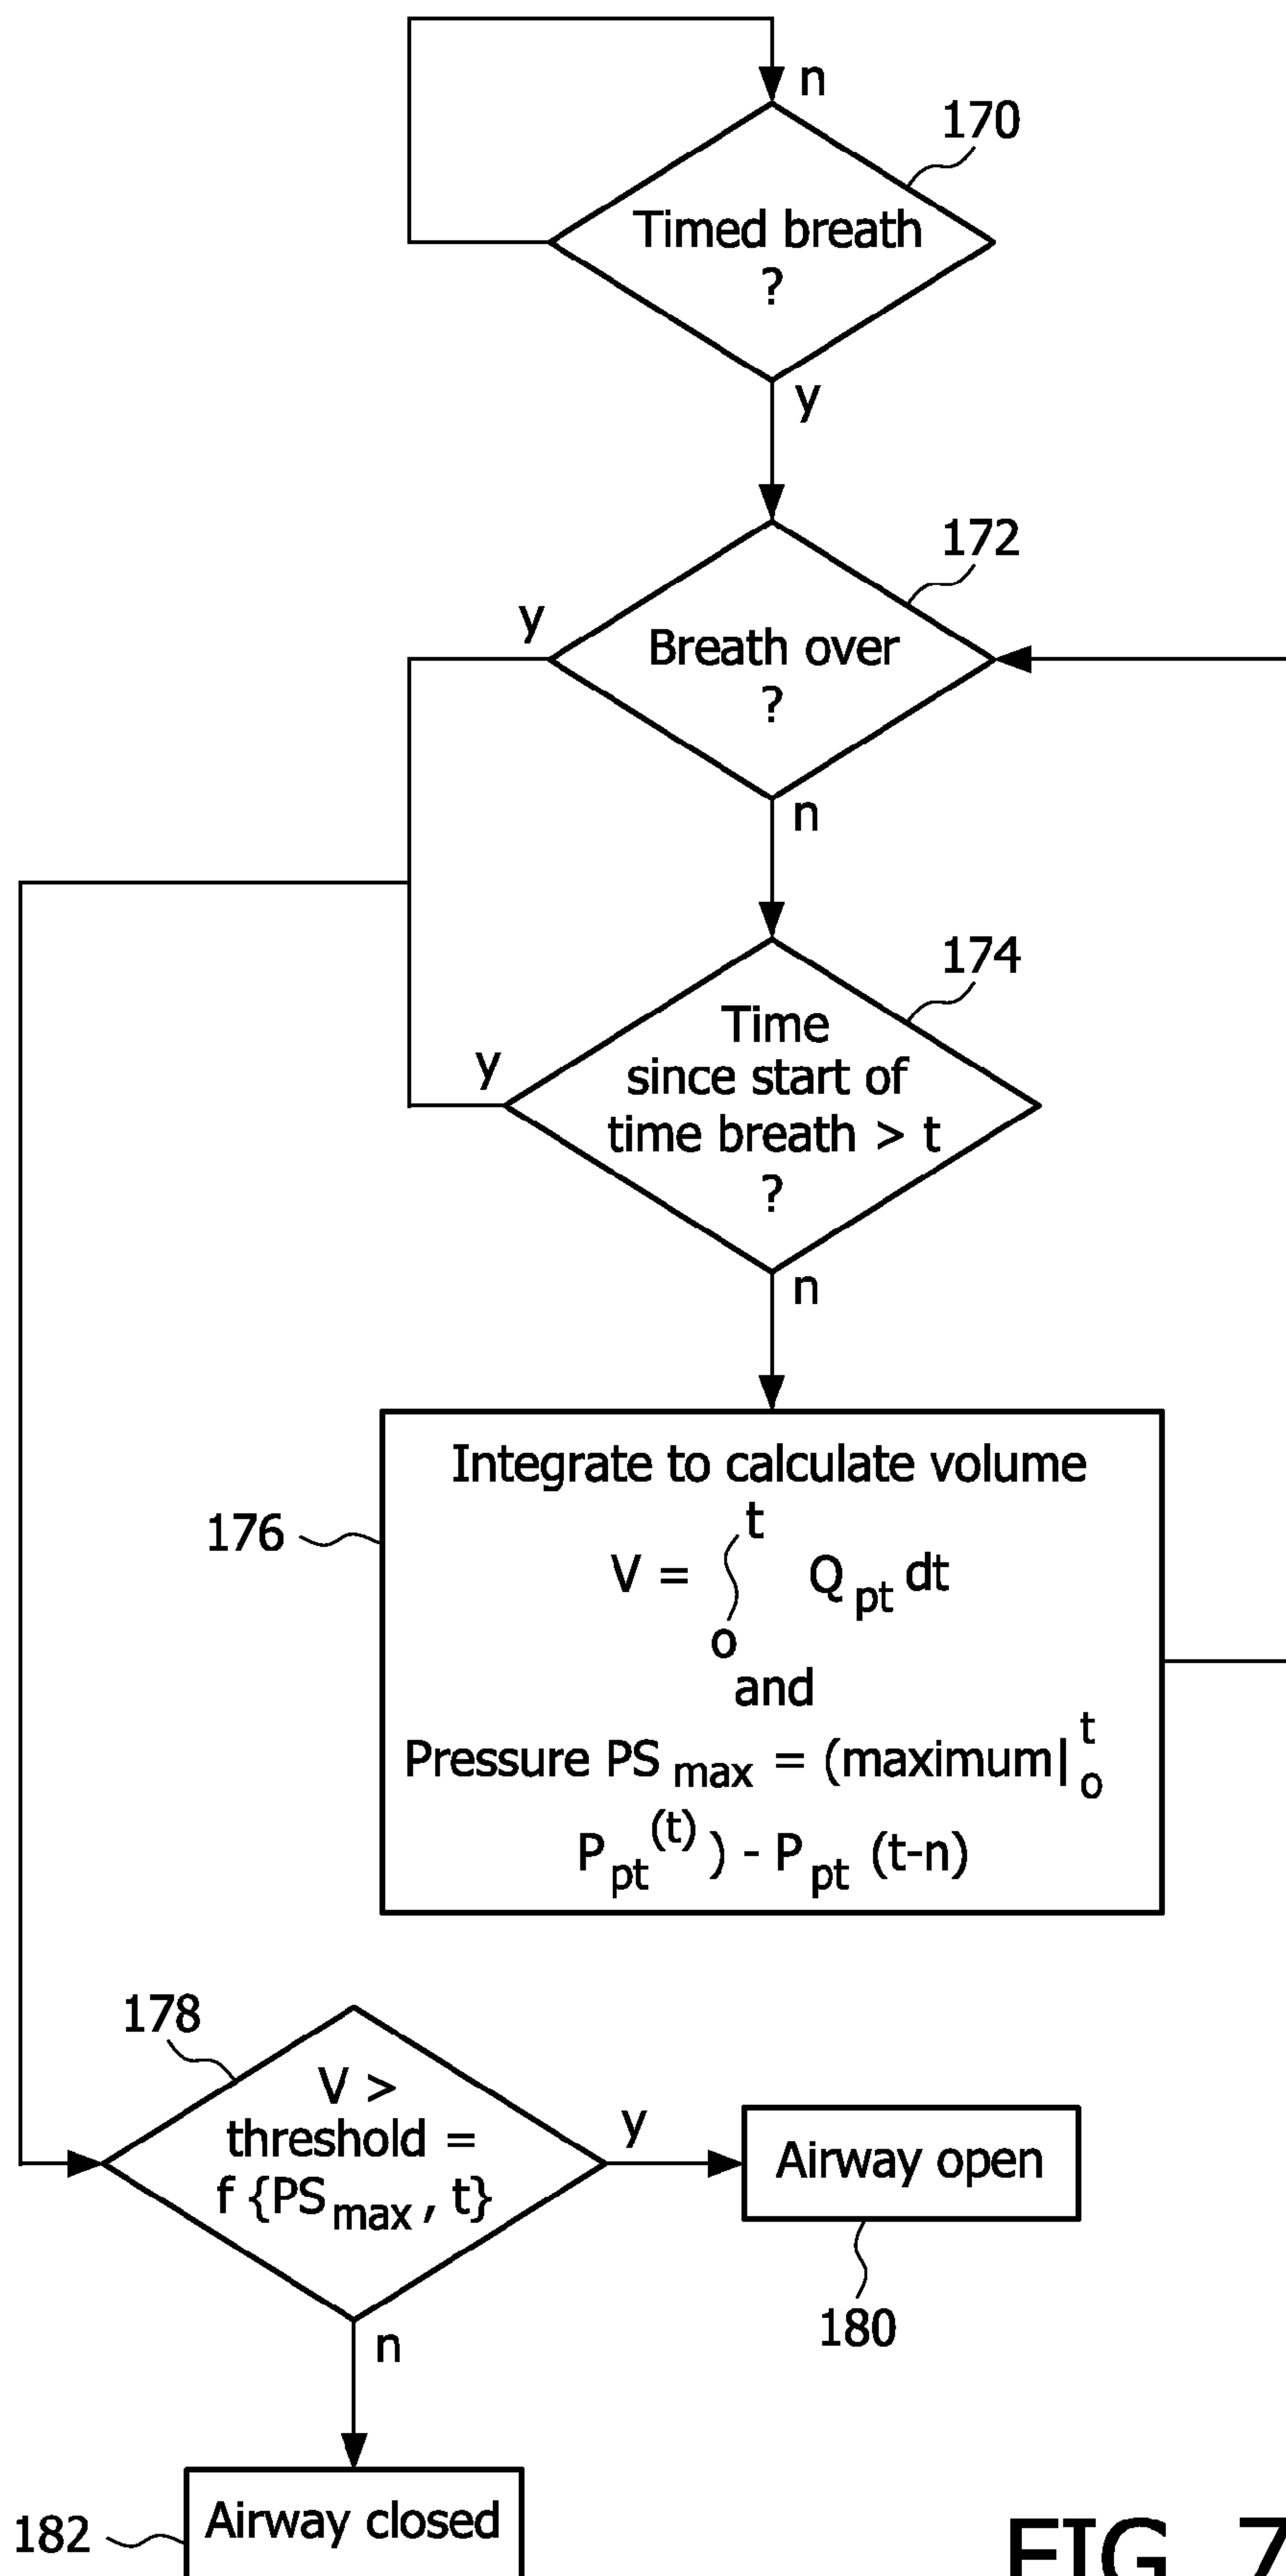 n
170
Timed breath
?
y
172
y
Breath over
?
n
174
Time
y
since start of
time breath > t
?
n
Integrate to calculate volume
176
t
V = ∫ Q pt dt
o
and
Pressure PS max = (maximum| t o
P pt (t) ) - P pt (t-n)
178
V >
threshold =
f {PS max , t}
y
Airway open
180
n
182
Airway closed
FIG. 7